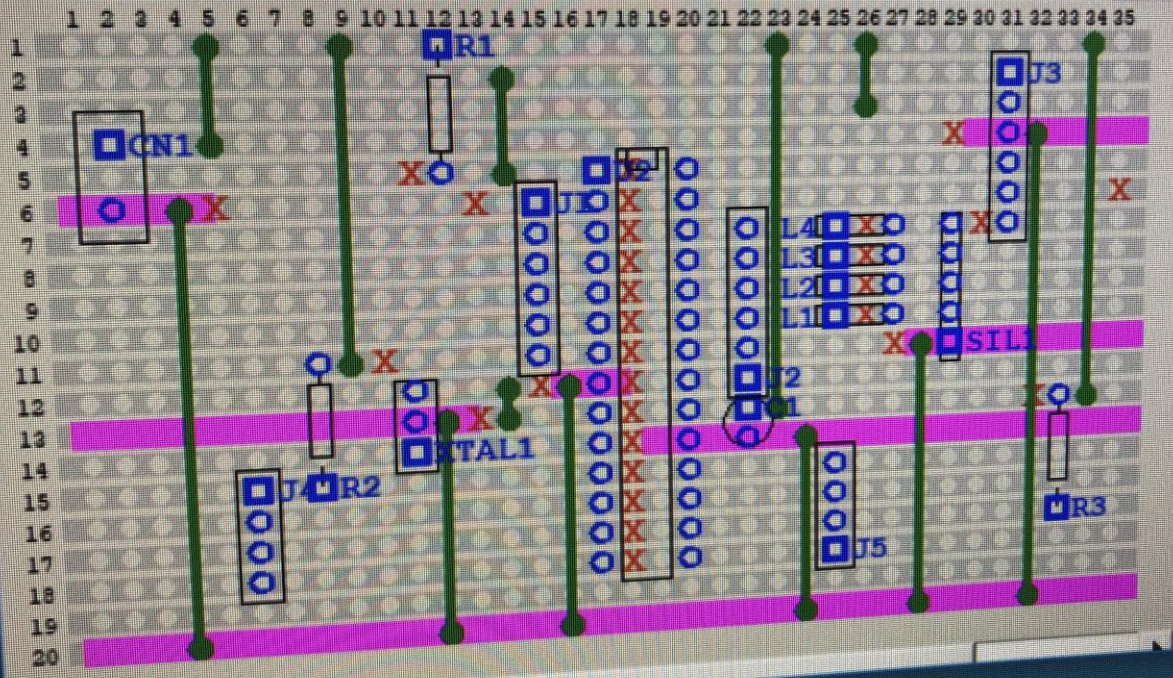 1 2 3 4 5 6 7 8 9 10 11 12 13 14 15 16 17 18 19 20 21 22 23 24 25 26 27 28 29 30 31 32 33 34 35
1 R1
2 J3
3
4 CN1 X
5 X J2 X
6 X X J1 X
7 X L4 X X
8 X L3 X
9 X L2 X
10 X L1 X
11 X X X SIL1
12 X X J2
13 X X C1 X
14 XTAL1 X
15 J4 R2 X
16 X R3
17 X J5
18
19
20